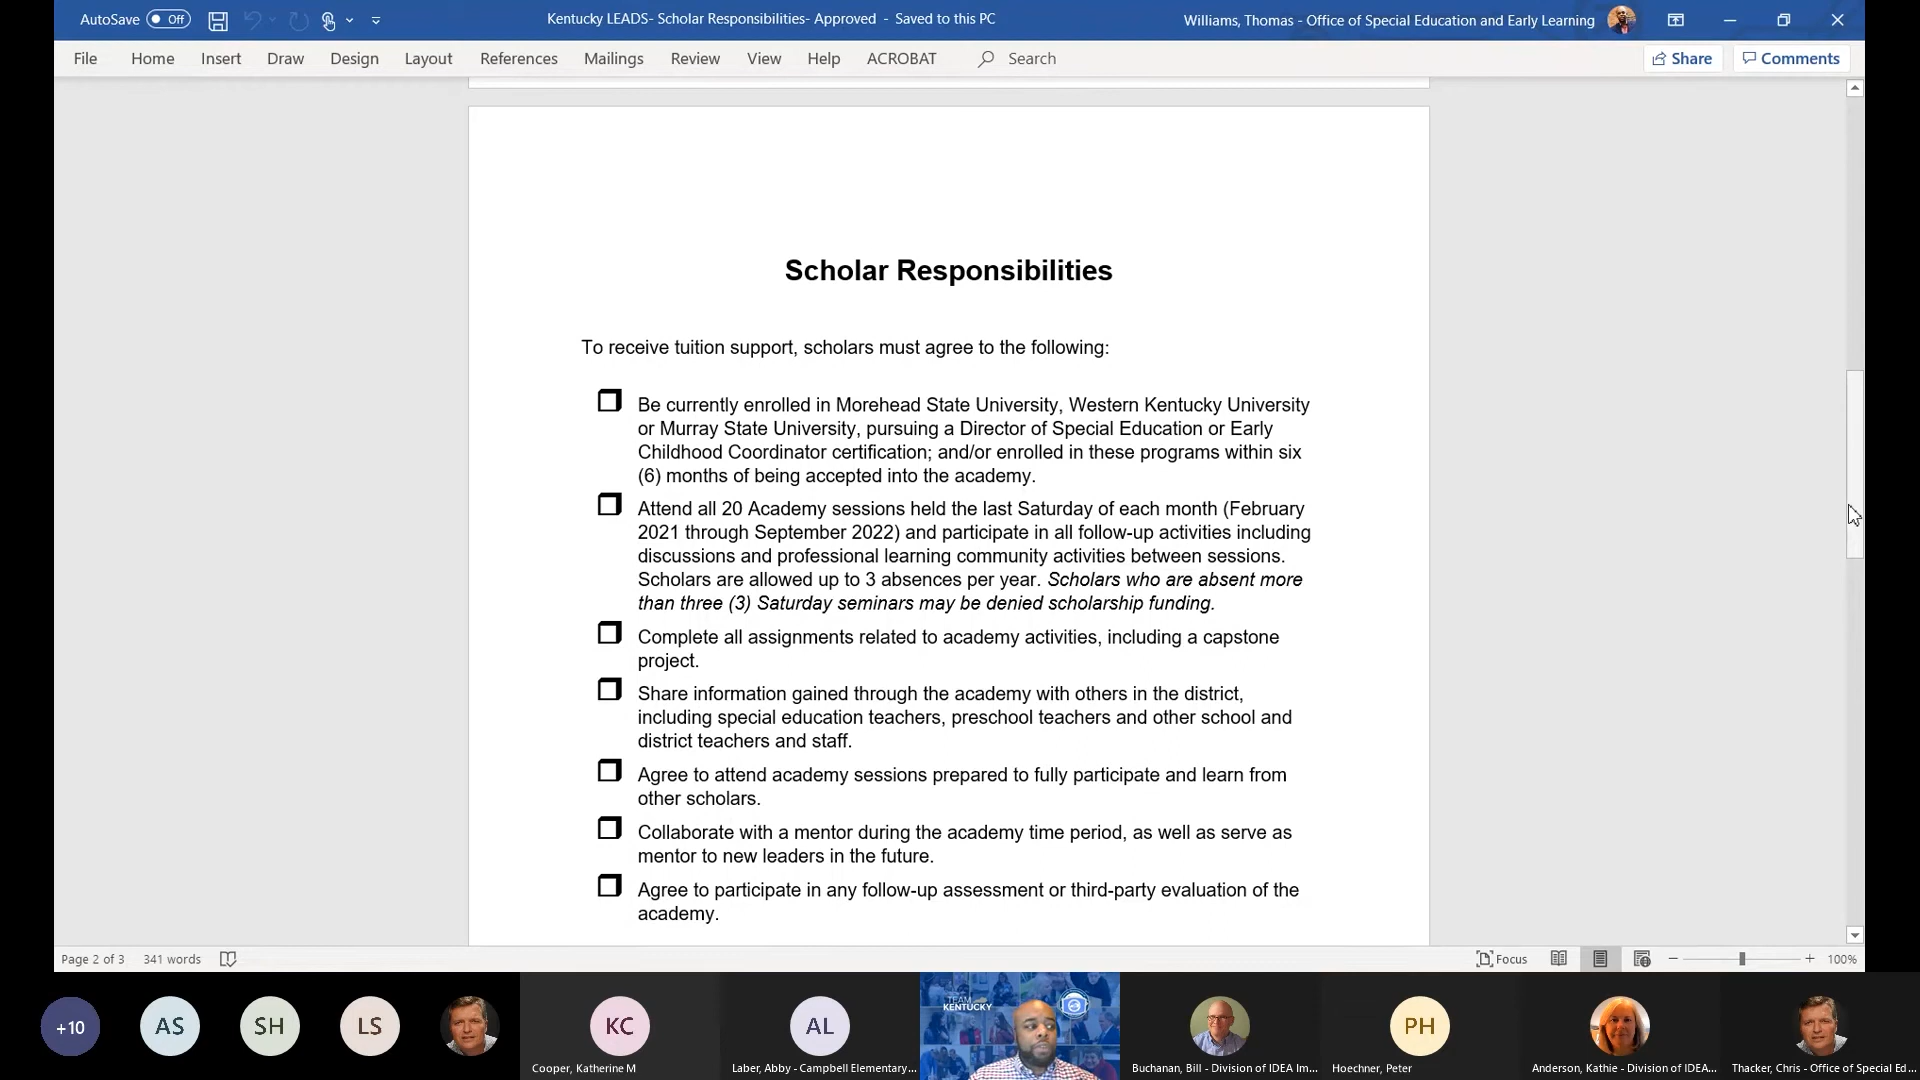 AutoSave Off
Kentucky LEADS- Scholar Responsibilities- Approved - Saved to this PC
Williams, Thomas - Office of Special Education and Early Learning
File Home Insert Draw Design Layout References Mailings Review View Help ACROBAT Search
Share Comments
Scholar Responsibilities
To receive tuition support, scholars must agree to the following:
Be currently enrolled in Morehead State University, Western Kentucky University
or Murray State University, pursuing a Director of Special Education or Early
Childhood Coordinator certification; and/or enrolled in these programs within six
(6) months of being accepted into the academy.
Attend all 20 Academy sessions held the last Saturday of each month (February
2021 through September 2022) and participate in all follow-up activities including
discussions and professional learning community activities between sessions.
Scholars are allowed up to 3 absences per year. Scholars who are absent more
than three (3) Saturday seminars may be denied scholarship funding.
Complete all assignments related to academy activities, including a capstone
project.
Share information gained through the academy with others in the district,
including special education teachers, preschool teachers and other school and
district teachers and staff.
Agree to attend academy sessions prepared to fully participate and learn from
other scholars.
Collaborate with a mentor during the academy time period, as well as serve as
mentor to new leaders in the future.
Agree to participate in any follow-up assessment or third-party evaluation of the
academy.
Page 2 of 3 341 words
Focus
100%
+10 AS SH LS KC AL PH
TEAM
KENTUCKY
Cooper, Katherine M
Laber, Abby - Campbell Elementary...
Buchanan, Bill - Division of IDEA Im...
Hoechner, Peter
Anderson, Kathie - Division of IDEA...
Thacker, Chris - Office of Special Ed...